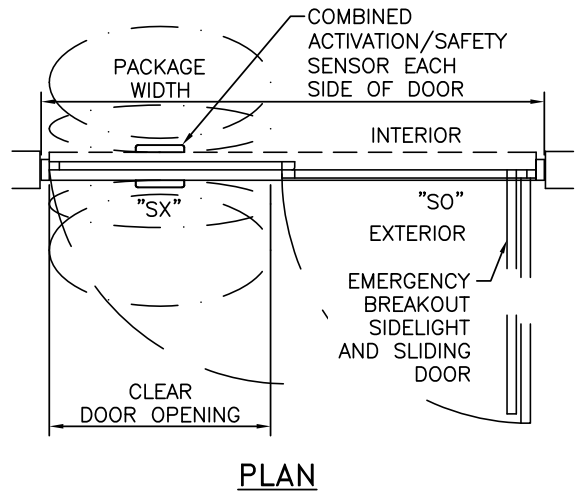 COMBINED
ACTIVATION/SAFETY
SENSOR EACH
SIDE OF DOOR
PACKAGE
WIDTH
INTERIOR
"SX"
"SO"
EXTERIOR
EMERGENCY
BREAKOUT
SIDELIGHT
AND SLIDING
DOOR
CLEAR
DOOR OPENING
PLAN